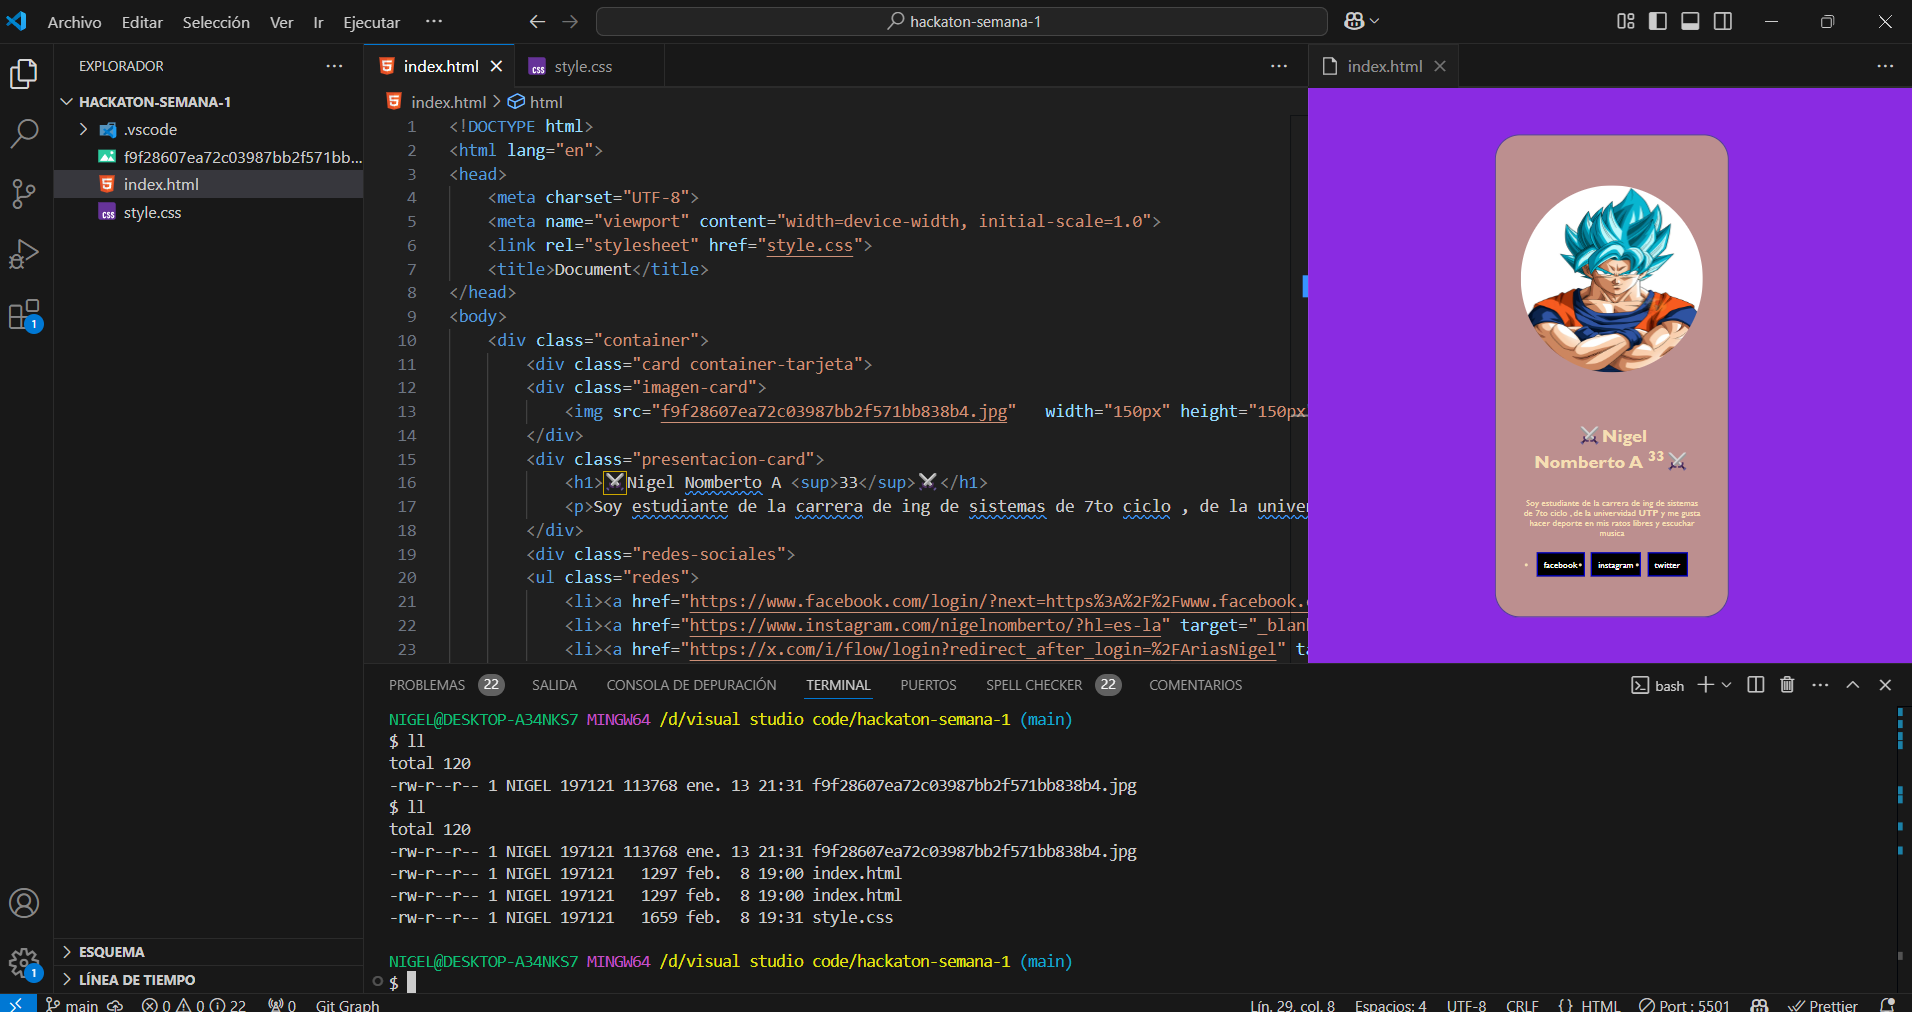 Archivo Editar Selección Ver Ir Ejecutar ···
hackaton-semana-1
EXPLORADOR
HACKATON-SEMANA-1
.vscode
f9f28607ea72c03987bb2f571bb...
index.html
style.css
ESQUEMA
LÍNEA DE TIEMPO
1
1
index.html
style.css
index.html > html
1 <!DOCTYPE html>
2 <html lang="en">
3 <head>
4 <meta charset="UTF-8">
5 <meta name="viewport" content="width=device-width, initial-scale=1.0">
6 <link rel="stylesheet" href="style.css">
7 <title>Document</title>
8 </head>
9 <body>
10 <div class="container">
11 <div class="card container-tarjeta">
12 <div class="imagen-card">
13 <img src="f9f28607ea72c03987bb2f571bb838b4.jpg" width="150px" height="150px
14 </div>
15 <div class="presentacion-card">
16 <h1>⚔️Nigel Nomberto A <sup>33</sup>⚔️</h1>
17 <p>Soy estudiante de la carrera de ing de sistemas de 7to ciclo , de la univer
18 </div>
19 <div class="redes-sociales">
20 <ul class="redes">
21 <li><a href="https://www.facebook.com/login/?next=https%3A%2F%2Fwww.facebook.
22 <li><a href="https://www.instagram.com/nigelnomberto/?hl=es-la" target="_blan
23 <li><a href="https://x.com/i/flow/login?redirect_after_login=%2FAriasNigel" ta
index.html
⚔️Nigel
Nomberto A 33⚔️
Soy estudiante de la carrera de ing de sistemas
de 7to ciclo , de la univervidad UTP y me gusta
hacer deporte en mis ratos libres y escuchar
musica
facebook instagram twitter
PROBLEMAS 22 SALIDA CONSOLA DE DEPURACIÓN TERMINAL PUERTOS SPELL CHECKER 22 COMENTARIOS
bash
NIGEL@DESKTOP-A34NKS7 MINGW64 /d/visual studio code/hackaton-semana-1 (main)
$ ll
total 120
-rw-r--r-- 1 NIGEL 197121 113768 ene. 13 21:31 f9f28607ea72c03987bb2f571bb838b4.jpg
$ ll
total 120
-rw-r--r-- 1 NIGEL 197121 113768 ene. 13 21:31 f9f28607ea72c03987bb2f571bb838b4.jpg
-rw-r--r-- 1 NIGEL 197121 1297 feb. 8 19:00 index.html
-rw-r--r-- 1 NIGEL 197121 1297 feb. 8 19:00 index.html
-rw-r--r-- 1 NIGEL 197121 1659 feb. 8 19:31 style.css
NIGEL@DESKTOP-A34NKS7 MINGW64 /d/visual studio code/hackaton-semana-1 (main)
$
main 0 0 22 0 Git Graph Lín. 29, col. 8 Espacios: 4 UTF-8 CRLF {} HTML Port : 5501 Prettier